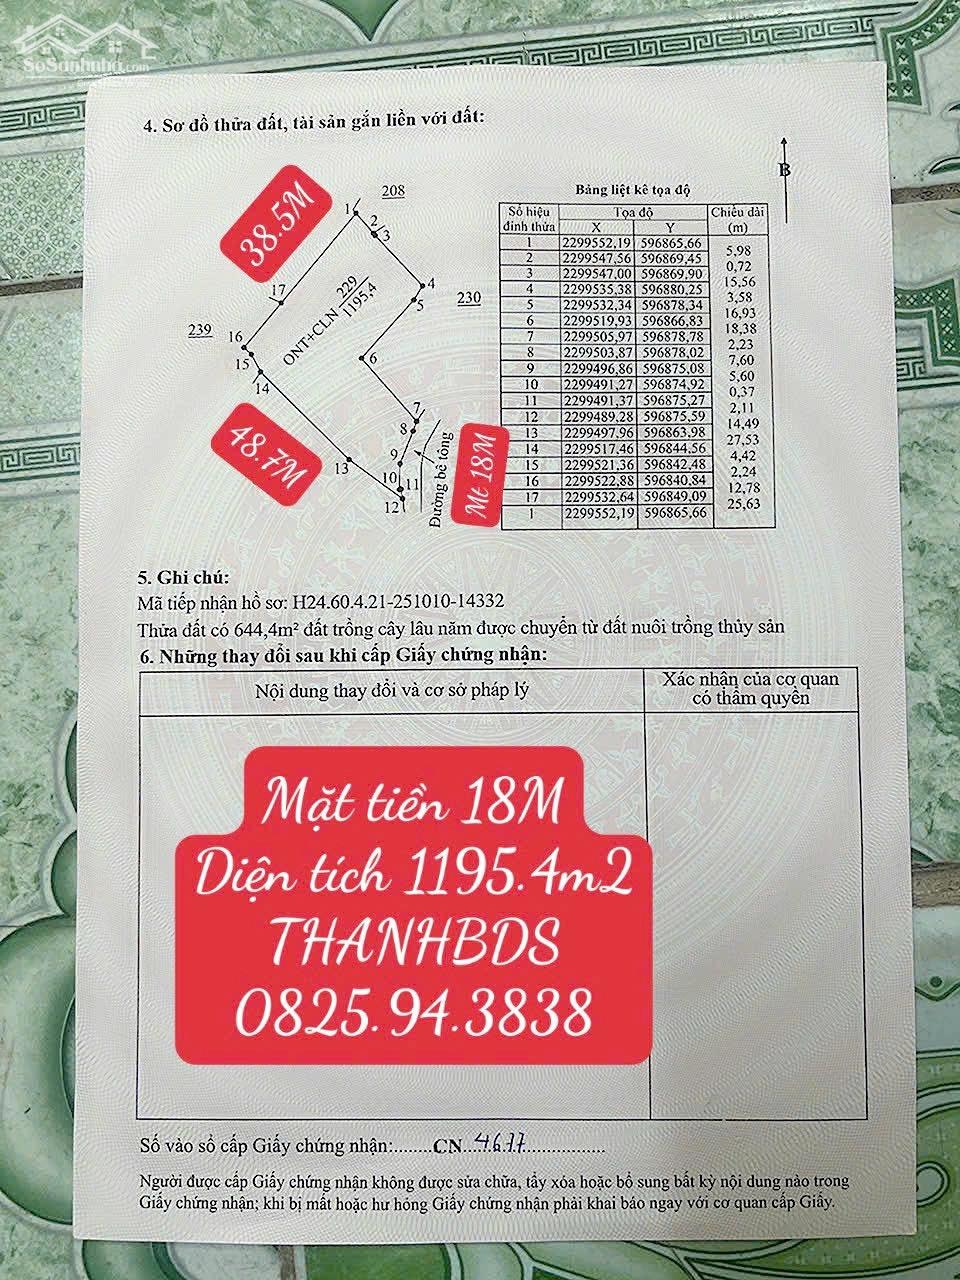 SoSanhnha.com
4. Sơ đồ thửa đất, tài sản gắn liền với đất:
B
38.5M
208
1
2
3
4
5
230
17
ONT+CLN 229
1195,4
239
16
15
14
6
48.7M
13
7
8
9
10
11
12
Đường bê tông
Mt 18M
Bảng liệt kê tọa độ
Số hiệu đỉnh thửa Tọa độ Chiều dài (m)
X Y
1 2299552,19 596865,66
5,98
2 2299547,56 596869,45
0,72
3 2299547,00 596869,90
15,56
4 2299535,38 596880,25
3,58
5 2299532,34 596878,34
16,93
6 2299519,93 596866,83
18,38
7 2299505,97 596878,78
2,23
8 2299503,87 596878,02
7,60
9 2299496,86 596875,08
5,60
10 2299491,27 596874,92
0,37
11 2299491,37 596875,27
2,11
12 2299489,28 596875,59
14,49
13 2299497,96 596863,98
27,53
14 2299517,46 596844,56
4,42
15 2299521,36 596842,48
2,24
16 2299522,88 596840,84
12,78
17 2299532,64 596849,09
25,63
1 2299552,19 596865,66
5. Ghi chú:
Mã tiếp nhận hồ sơ: H24.60.4.21-251010-14332
Thửa đất có 644,4m² đất trồng cây lâu năm được chuyển từ đất nuôi trồng thủy sản
6. Những thay đổi sau khi cấp Giấy chứng nhận:
Nội dung thay đổi và cơ sở pháp lý
Xác nhận của cơ quan
có thẩm quyền
Mặt tiền 18M
Diện tích 1195.4m2
THANHBDS
0825.94.3838
Số vào sổ cấp Giấy chứng nhận:.........CN...4677..................
Người được cấp Giấy chứng nhận không được sửa chữa, tẩy xóa hoặc bổ sung bất kỳ nội dung nào trong
Giấy chứng nhận; khi bị mất hoặc hư hỏng Giấy chứng nhận phải khai báo ngay với cơ quan cấp Giấy.